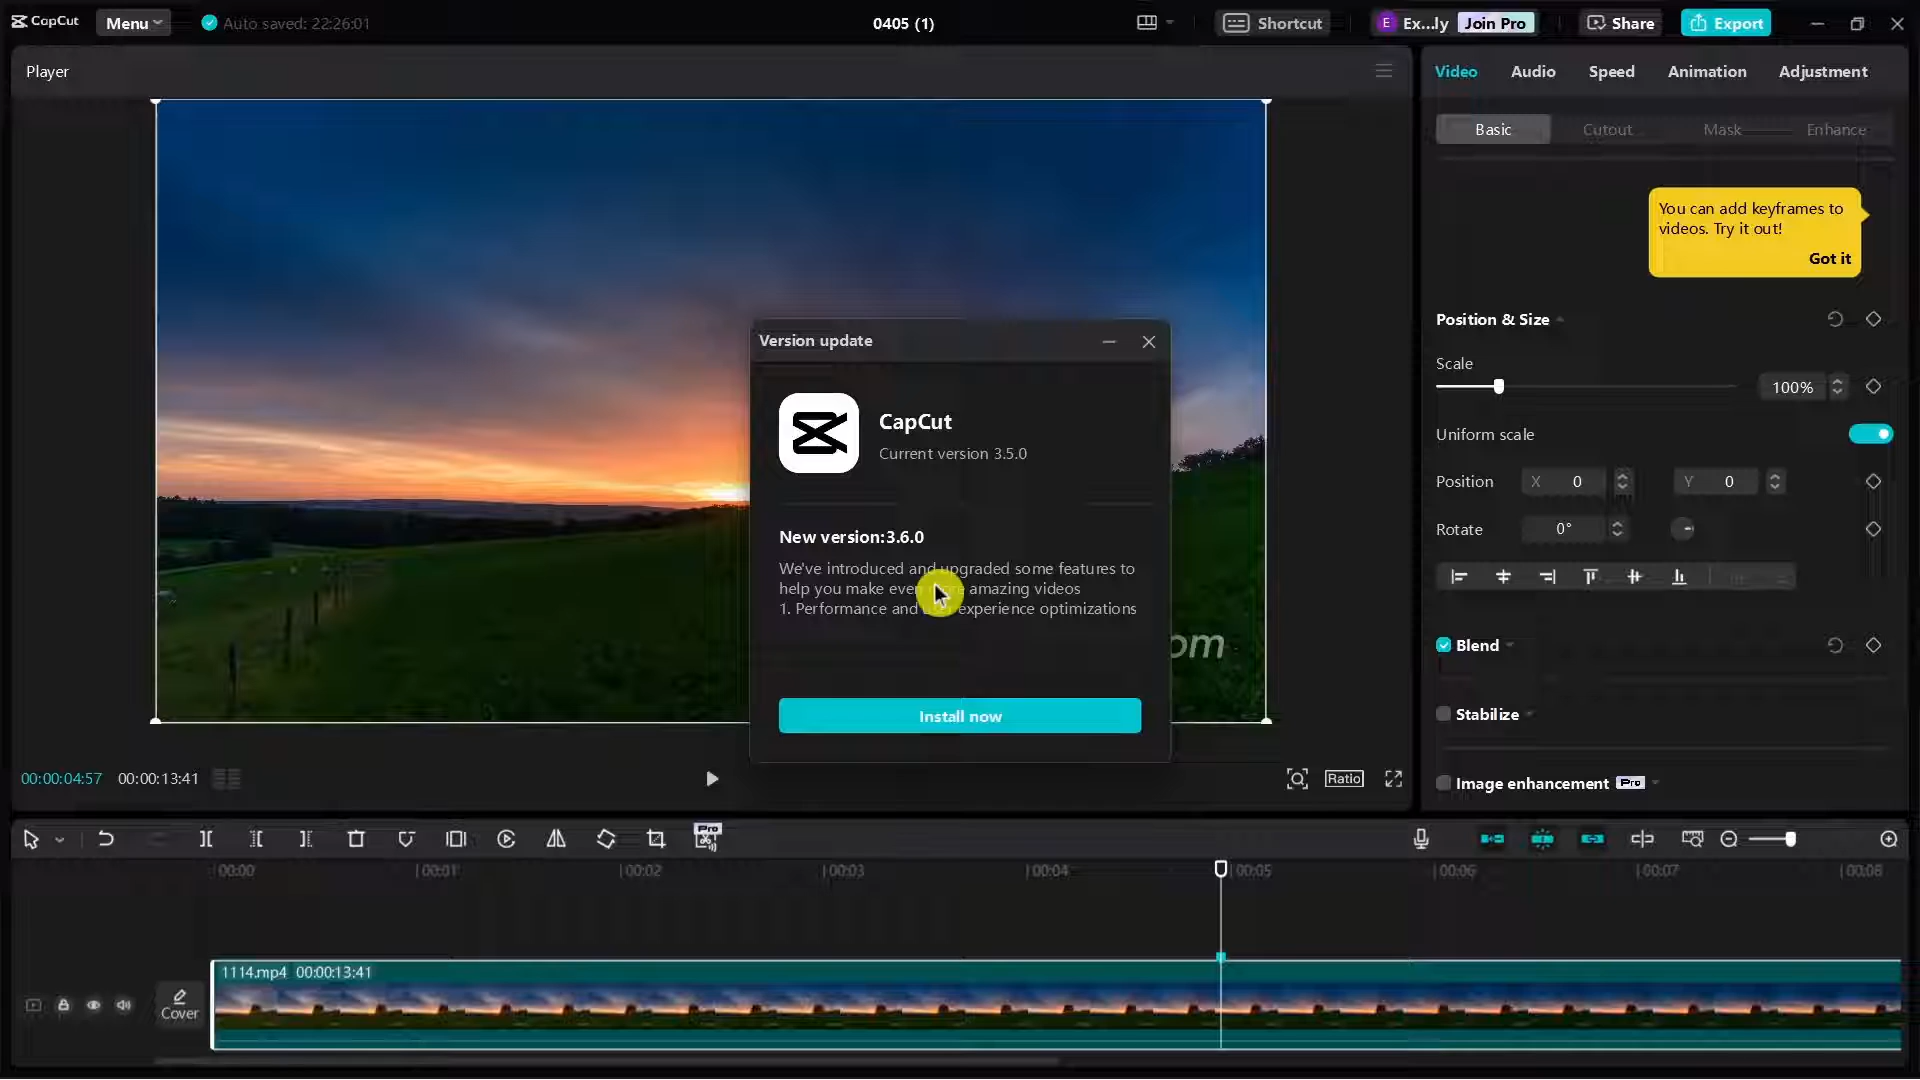 CapCut
Menu
Auto saved: 22:26:01
0405 (1)
Shortcut
E
Ex...ly
Join Pro
Share
Export
Player
Video
Audio
Speed
Animation
Adjustment
Basic
Cutout
Mask
Enhance
You can add keyframes to
videos. Try it out!
Got it
Position & Size
Scale
100%
Uniform scale
Position
X 0
Y 0
Rotate
0°
Blend
Stabilize
Image enhancement Pro
Version update
CapCut
Current version 3.5.0
New version:3.6.0
We've introduced and upgraded some features to
help you make even amazing videos
1. Performance and experience optimizations
Install now
om
00:00:04:57
00:00:13:41
Ratio
Pro
00:00
00:01
00:02
00:03
00:04
00:05
00:06
00:07
00:08
1114.mp4 00:00:13:41
Cover